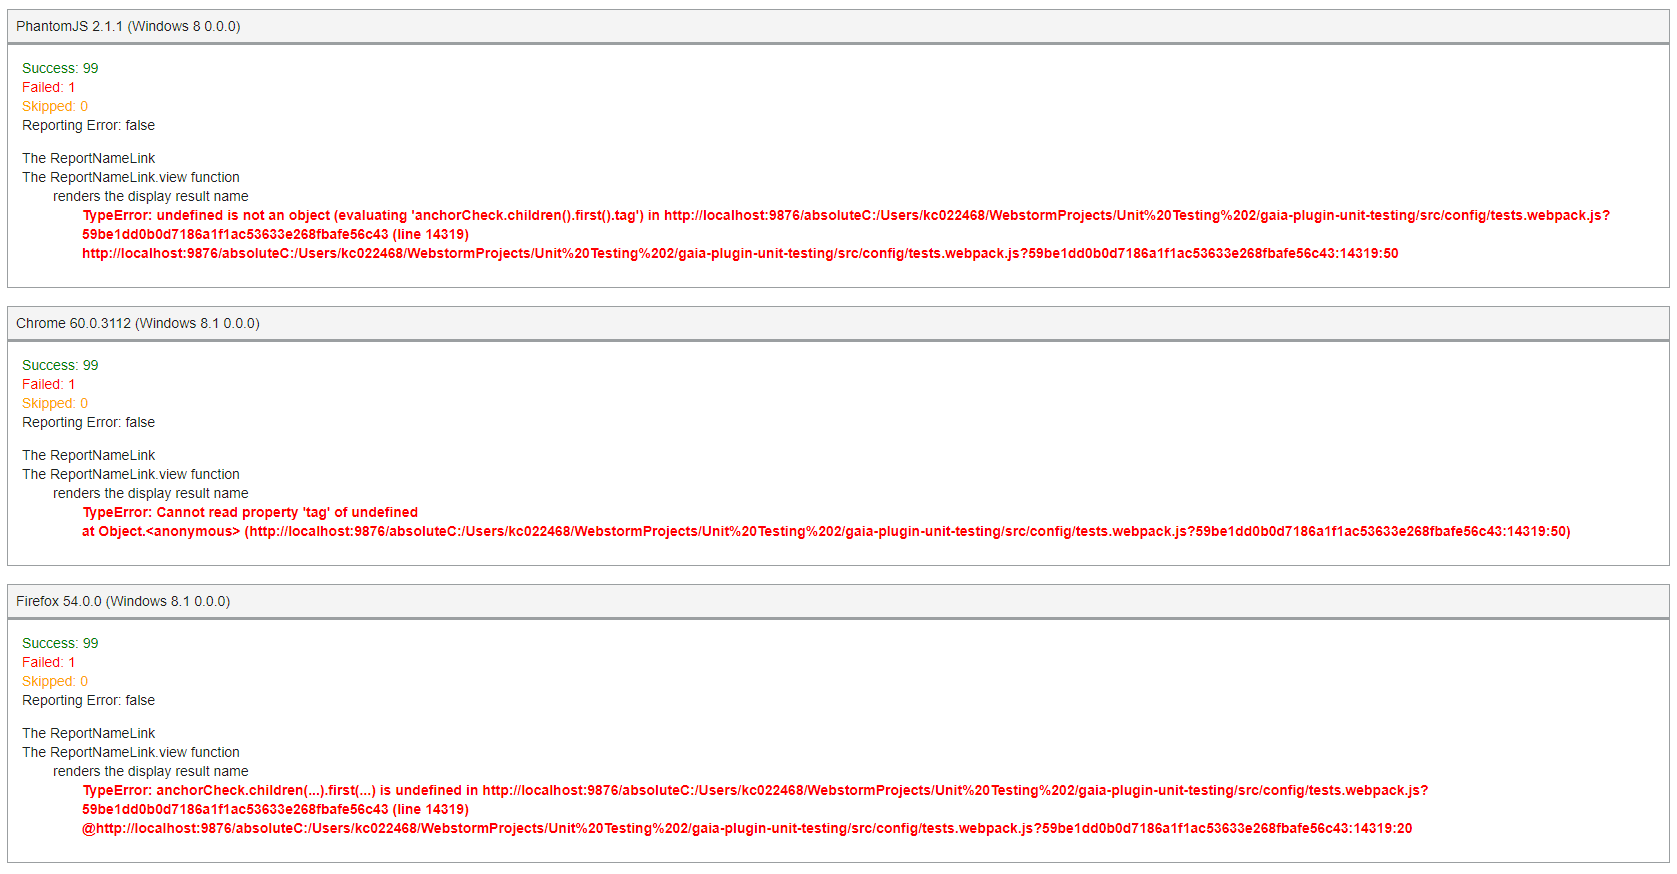 PhantomJS 2.1.1 (Windows 8 0.0.0)
Success: 99
Failed: 1
Skipped: 0
Reporting Error: false
The ReportNameLink
The ReportNameLink.view function
renders the display result name
TypeError: undefined is not an object (evaluating 'anchorCheck.children().first().tag') in http://localhost:9876/absoluteC:/Users/kc022468/WebstormProjects/Unit%20Testing%202/gaia-plugin-unit-testing/src/config/tests.webpack.js?
59be1dd0b0d7186a1f1ac53633e268fbafe56c43 (line 14319)
http://localhost:9876/absoluteC:/Users/kc022468/WebstormProjects/Unit%20Testing%202/gaia-plugin-unit-testing/src/config/tests.webpack.js?59be1dd0b0d7186a1f1ac53633e268fbafe56c43:14319:50
Chrome 60.0.3112 (Windows 8.1 0.0.0)
Success: 99
Failed: 1
Skipped: 0
Reporting Error: false
The ReportNameLink
The ReportNameLink.view function
renders the display result name
TypeError: Cannot read property 'tag' of undefined
at Object.<anonymous> (http://localhost:9876/absoluteC:/Users/kc022468/WebstormProjects/Unit%20Testing%202/gaia-plugin-unit-testing/src/config/tests.webpack.js?59be1dd0b0d7186a1f1ac53633e268fbafe56c43:14319:50)
Firefox 54.0.0 (Windows 8.1 0.0.0)
Success: 99
Failed: 1
Skipped: 0
Reporting Error: false
The ReportNameLink
The ReportNameLink.view function
renders the display result name
TypeError: anchorCheck.children(...).first(...) is undefined in http://localhost:9876/absoluteC:/Users/kc022468/WebstormProjects/Unit%20Testing%202/gaia-plugin-unit-testing/src/config/tests.webpack.js?
59be1dd0b0d7186a1f1ac53633e268fbafe56c43 (line 14319)
@http://localhost:9876/absoluteC:/Users/kc022468/WebstormProjects/Unit%20Testing%202/gaia-plugin-unit-testing/src/config/tests.webpack.js?59be1dd0b0d7186a1f1ac53633e268fbafe56c43:14319:20